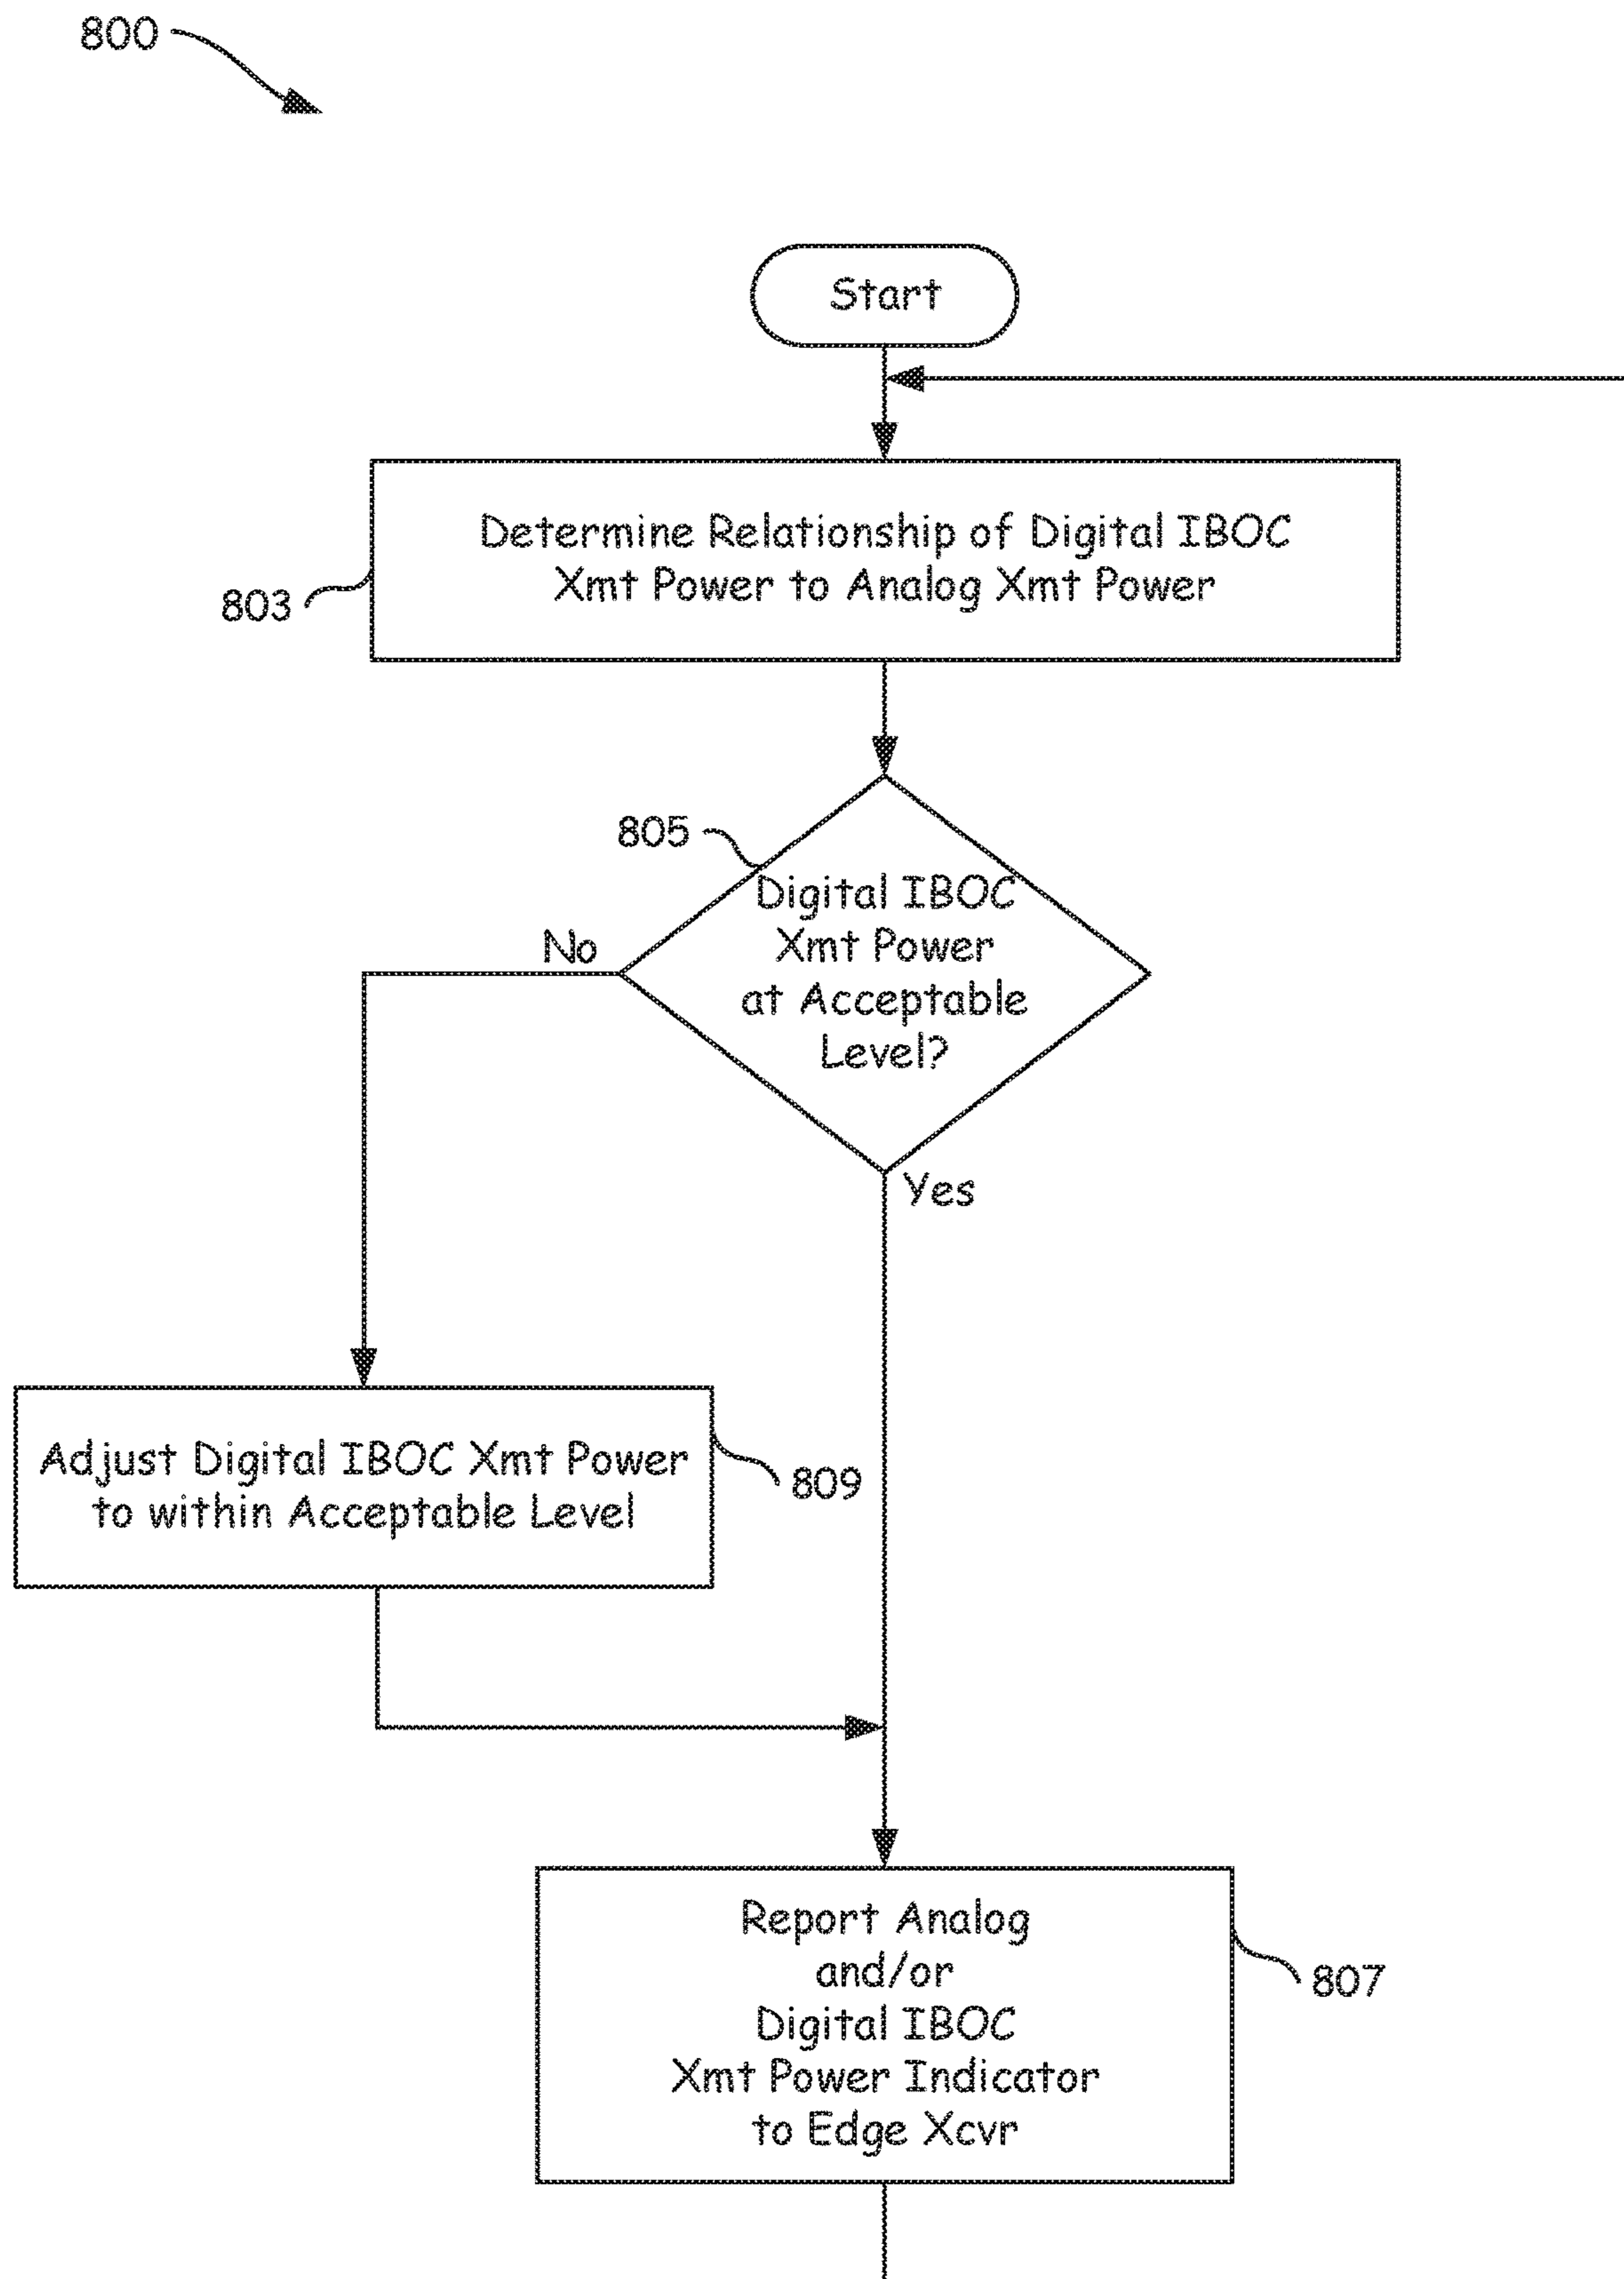 800
Start
Determine Relationship of Digital IBOC
Xmt Power to Analog Xmt Power
803
805
Digital IBOC
Xmt Power
at Acceptable
Level?
No
Yes
Adjust Digital IBOC Xmt Power
to within Acceptable Level
809
Report Analog
and/or
Digital IBOC
Xmt Power Indicator
to Edge Xcvr
807